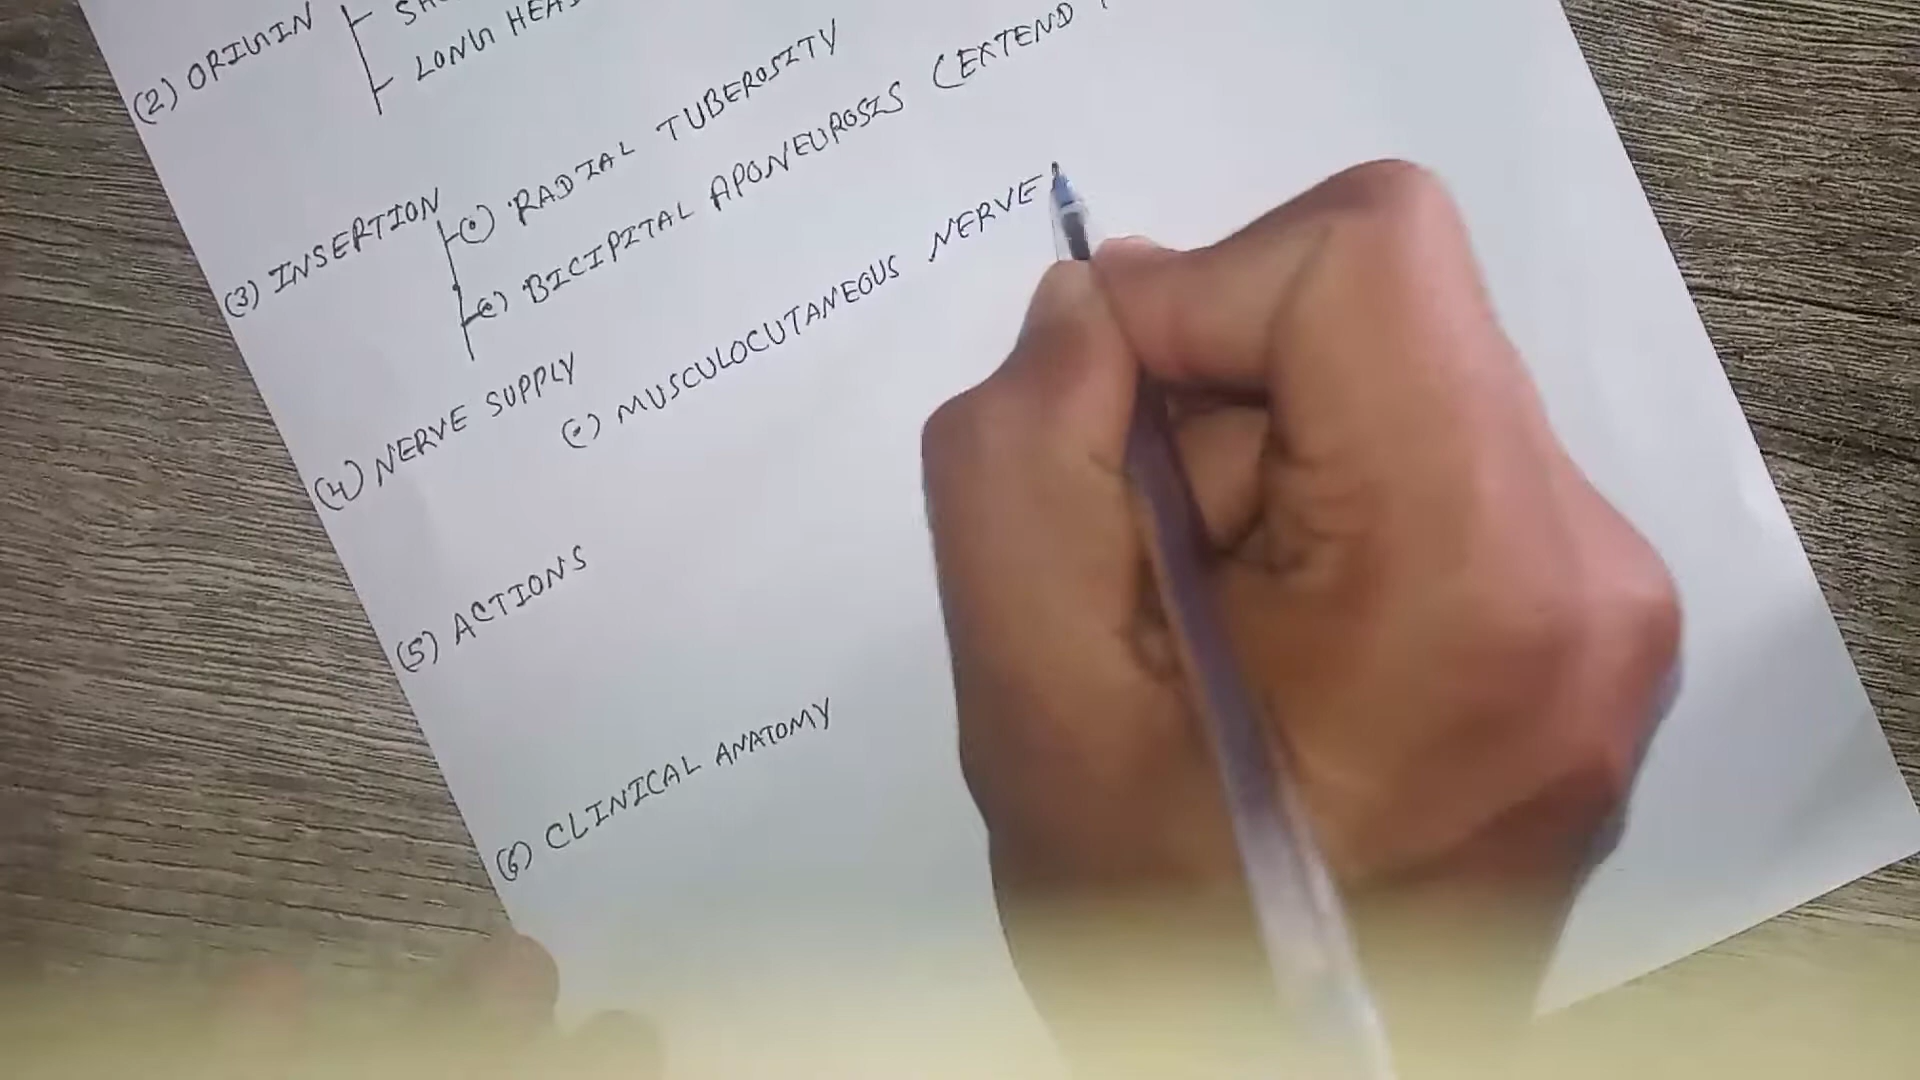 (2) ORIGIN
LONG
(3) INSERTION
(•) RADIAL TUBEROSITY
(•) BICIPITAL APONEUROSIS (EXTEND
(4) NERVE SUPPLY
(•) MUSCULOCUTANEOUS NERVE
(5) ACTIONS
(6) CLINICAL ANATOMY